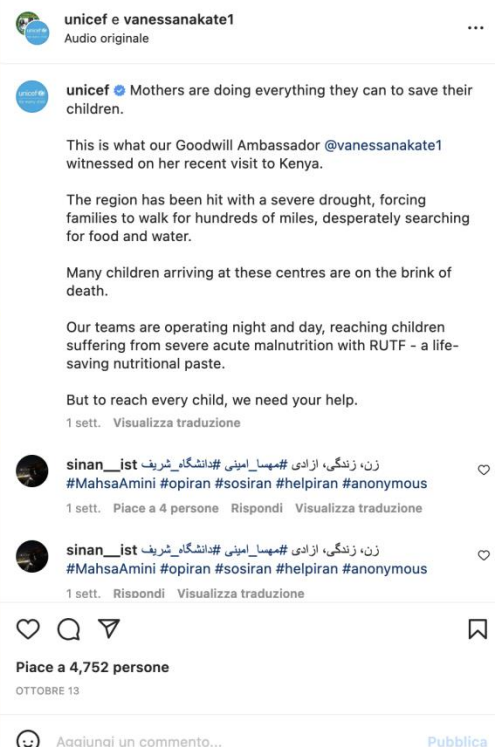 unicef e vanessanakate1
Audio originale
unicef Mothers are doing everything they can to save their
children.
This is what our Goodwill Ambassador @vanessanakate1
witnessed on her recent visit to Kenya.
The region has been hit with a severe drought, forcing
families to walk for hundreds of miles, desperately searching
for food and water.
Many children arriving at these centres are on the brink of
death.
Our teams are operating night and day, reaching children
suffering from severe acute malnutrition with RUTF - a life-
saving nutritional paste.
But to reach every child, we need your help.
1 sett. Visualizza traduzione
sinan__ist زن، زندگی، ازادی #مهسا_امینی #دانشگاه_شریف
#MahsaAmini #opiran #sosiran #helpiran #anonymous
1 sett. Piace a 4 persone Rispondi Visualizza traduzione
sinan__ist زن، زندگی، ازادی #مهسا_امینی #دانشگاه_شریف
#MahsaAmini #opiran #sosiran #helpiran #anonymous
1 sett. Rispondi Visualizza traduzione
Piace a 4,752 persone
OTTOBRE 13
Aggiungi un commento...
Pubblica